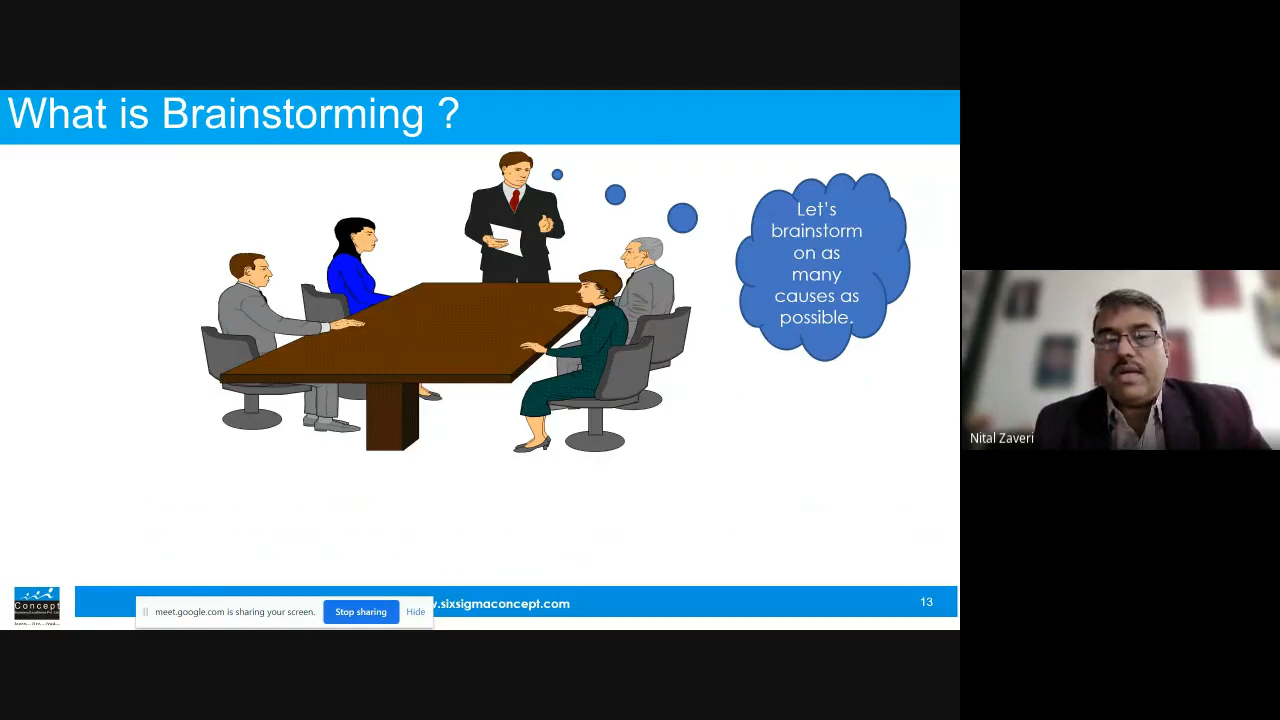 What is Brainstorming ?
Let’s
brainstorm
on as
many
causes as
possible.
Nital Zaveri
Concept
meet.google.com is sharing your screen.
Stop sharing
Hide
.sixsigmaconcept.com
13